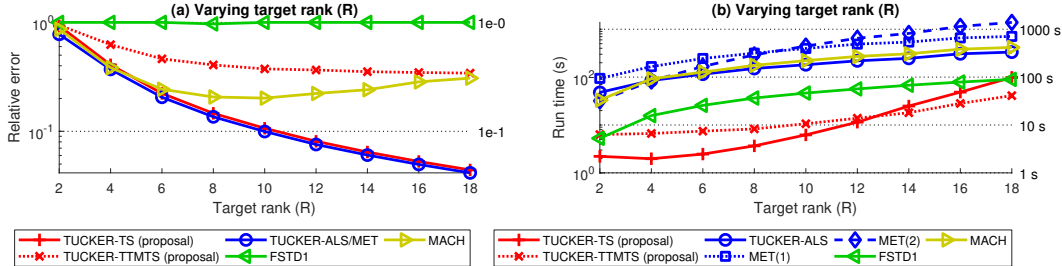 (a) Varying target rank (R)
10^0
10^-1
Relative error
1e-0
1e-1
2 4 6 8 10 12 14 16 18
Target rank (R)
TUCKER-TS (proposal) TUCKER-ALS/MET MACH
TUCKER-TTMTS (proposal) FSTD1
(b) Varying target rank (R)
10^2
10^0
Run time (s)
1000 s
100 s
10 s
1 s
2 4 6 8 10 12 14 16 18
Target rank (R)
TUCKER-TS (proposal) TUCKER-ALS MET(2) MACH
TUCKER-TTMTS (proposal) MET(1) FSTD1